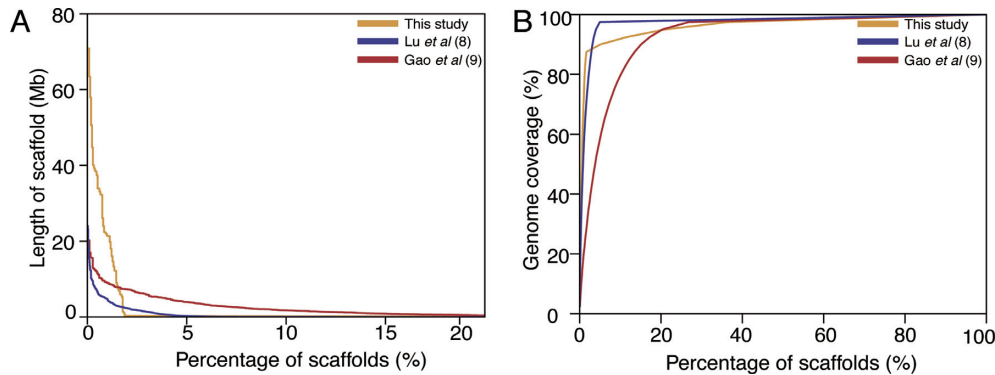 A
This study
Lu et al (8)
Gao et al (9)
Length of scaffold (Mb)
80
60
40
20
0
0 5 10 15 20
Percentage of scaffolds (%)
B
This study
Lu et al (8)
Gao et al (9)
Genome coverage (%)
100
80
60
40
20
0
0 20 40 60 80 100
Percentage of scaffolds (%)